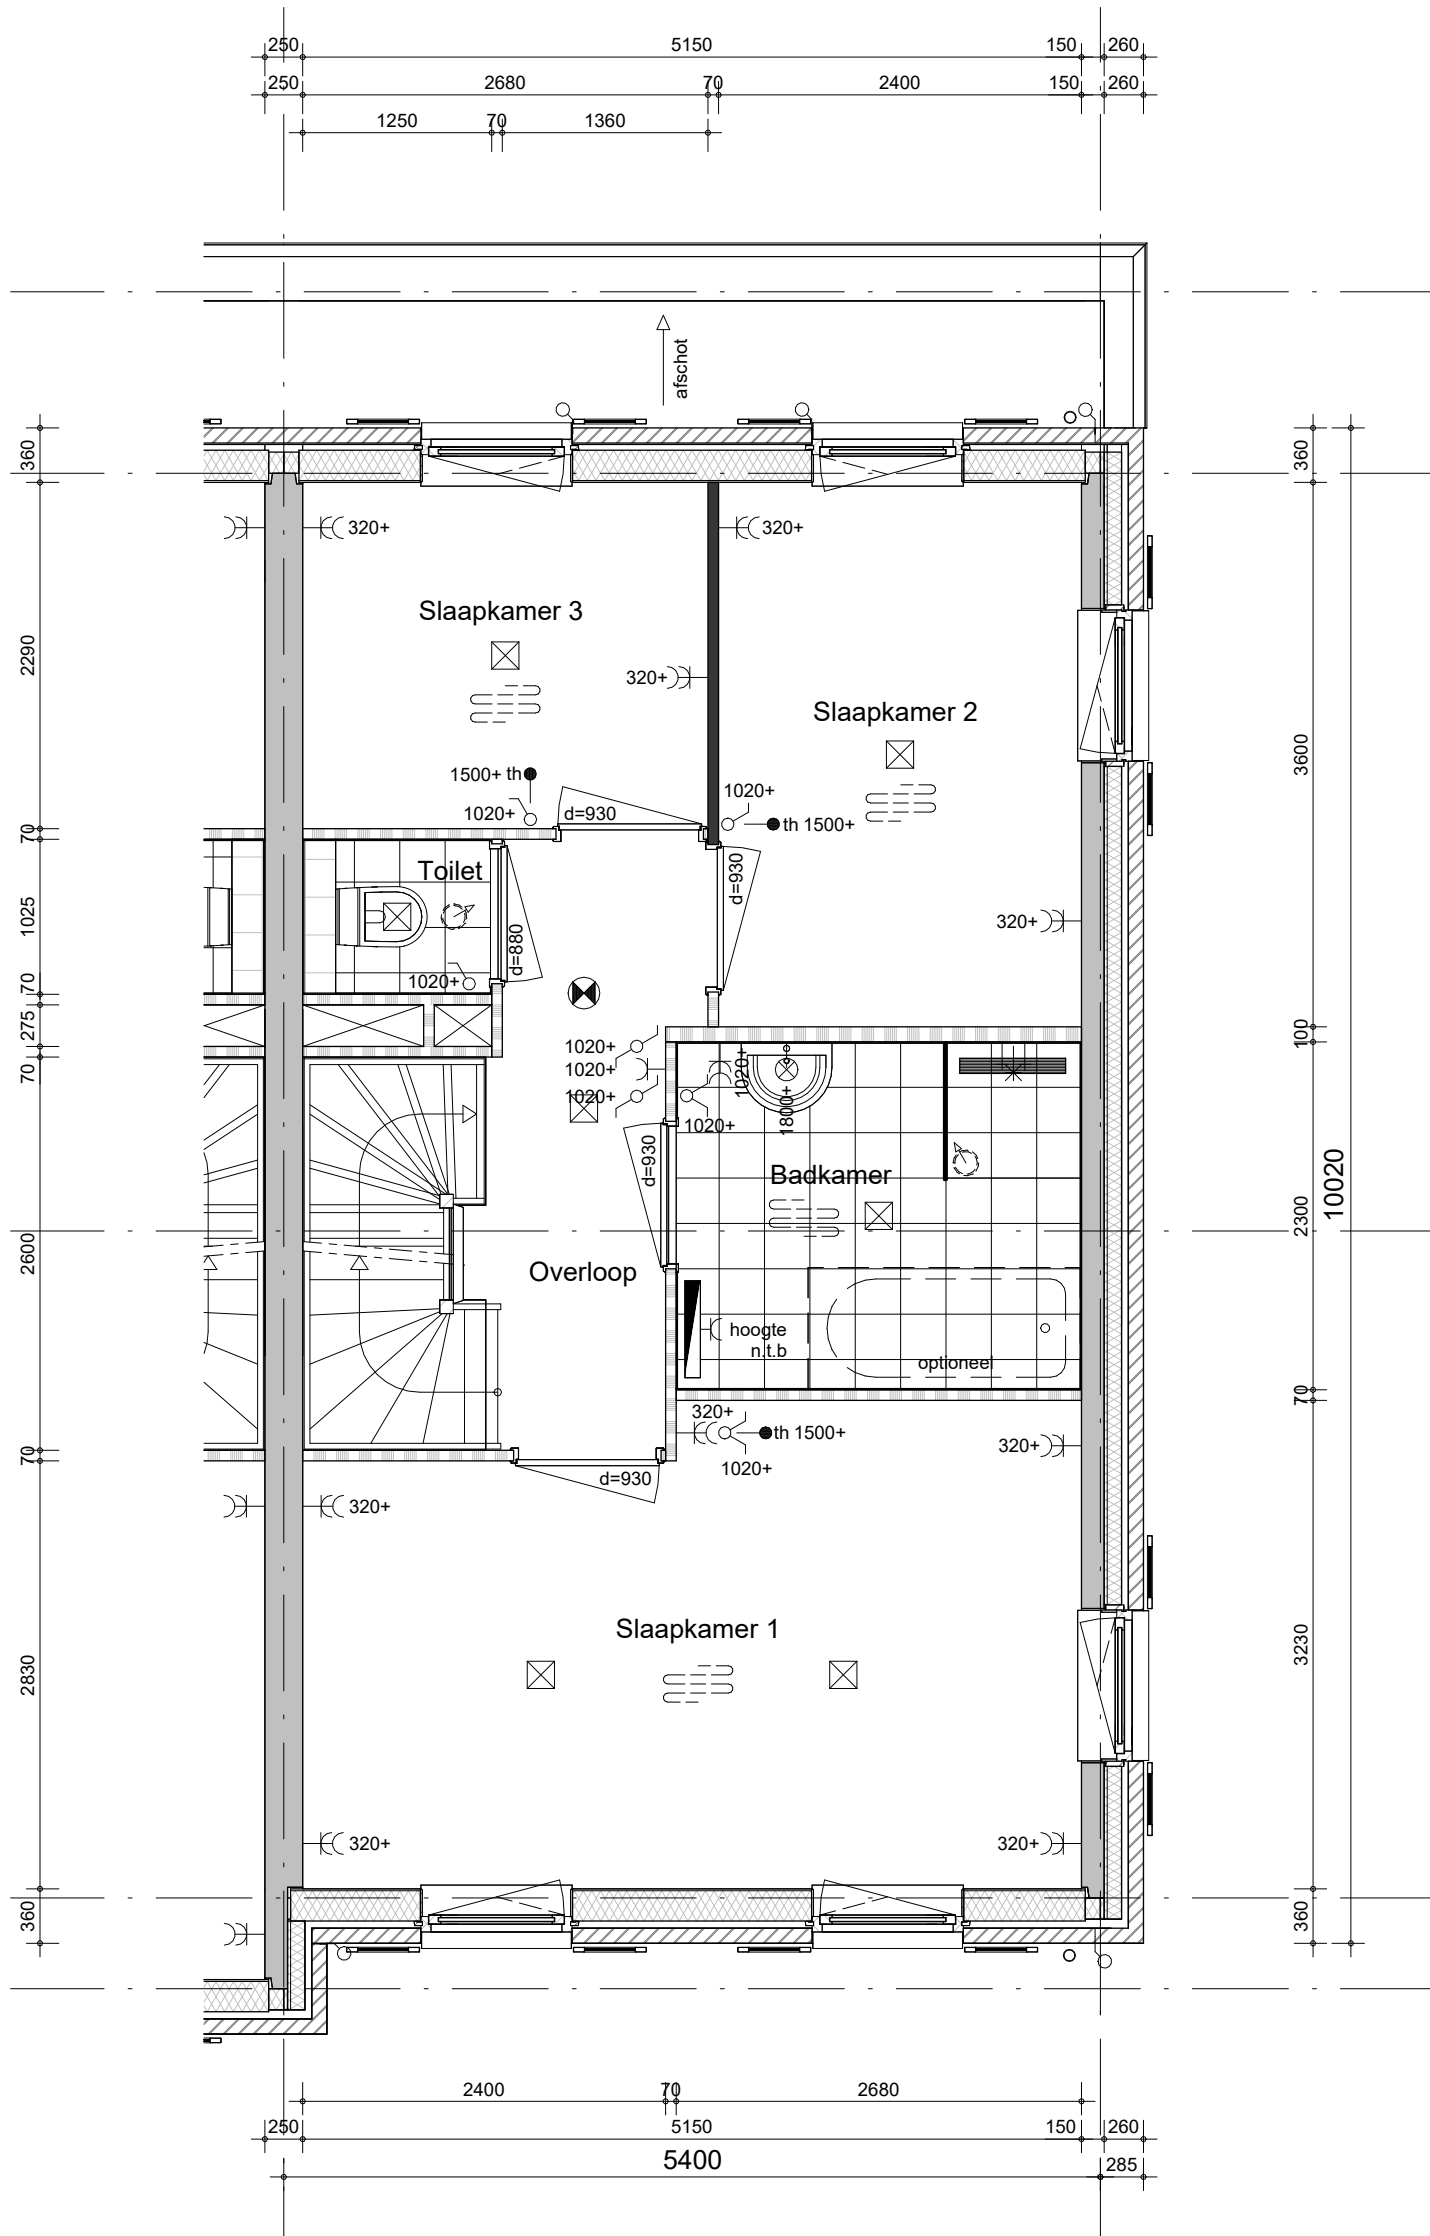 250 5150 150 260
250 2680 70 2400 150 260
1250 70 1360
afschot
360 360
320+ 320+
Slaapkamer 3
2290
320+
Slaapkamer 2
3600
1500+ th
1020+ d=930
1020+
th 1500+
70
Toilet
d=880
d=930
1025
320+
1020+
70
275
70
1020+
1020+
1020+
1020+
1020+
1800+
100
d=930
Badkamer
2300
10020
2600
Overloop
hoogte
n.t.b
optioneel
70
320+
th 1500+
1020+
320+
70
d=930
320+
Slaapkamer 1
2830
3230
320+ 320+
360 360
2400 70 2680
250 5150 150 260
5400 285